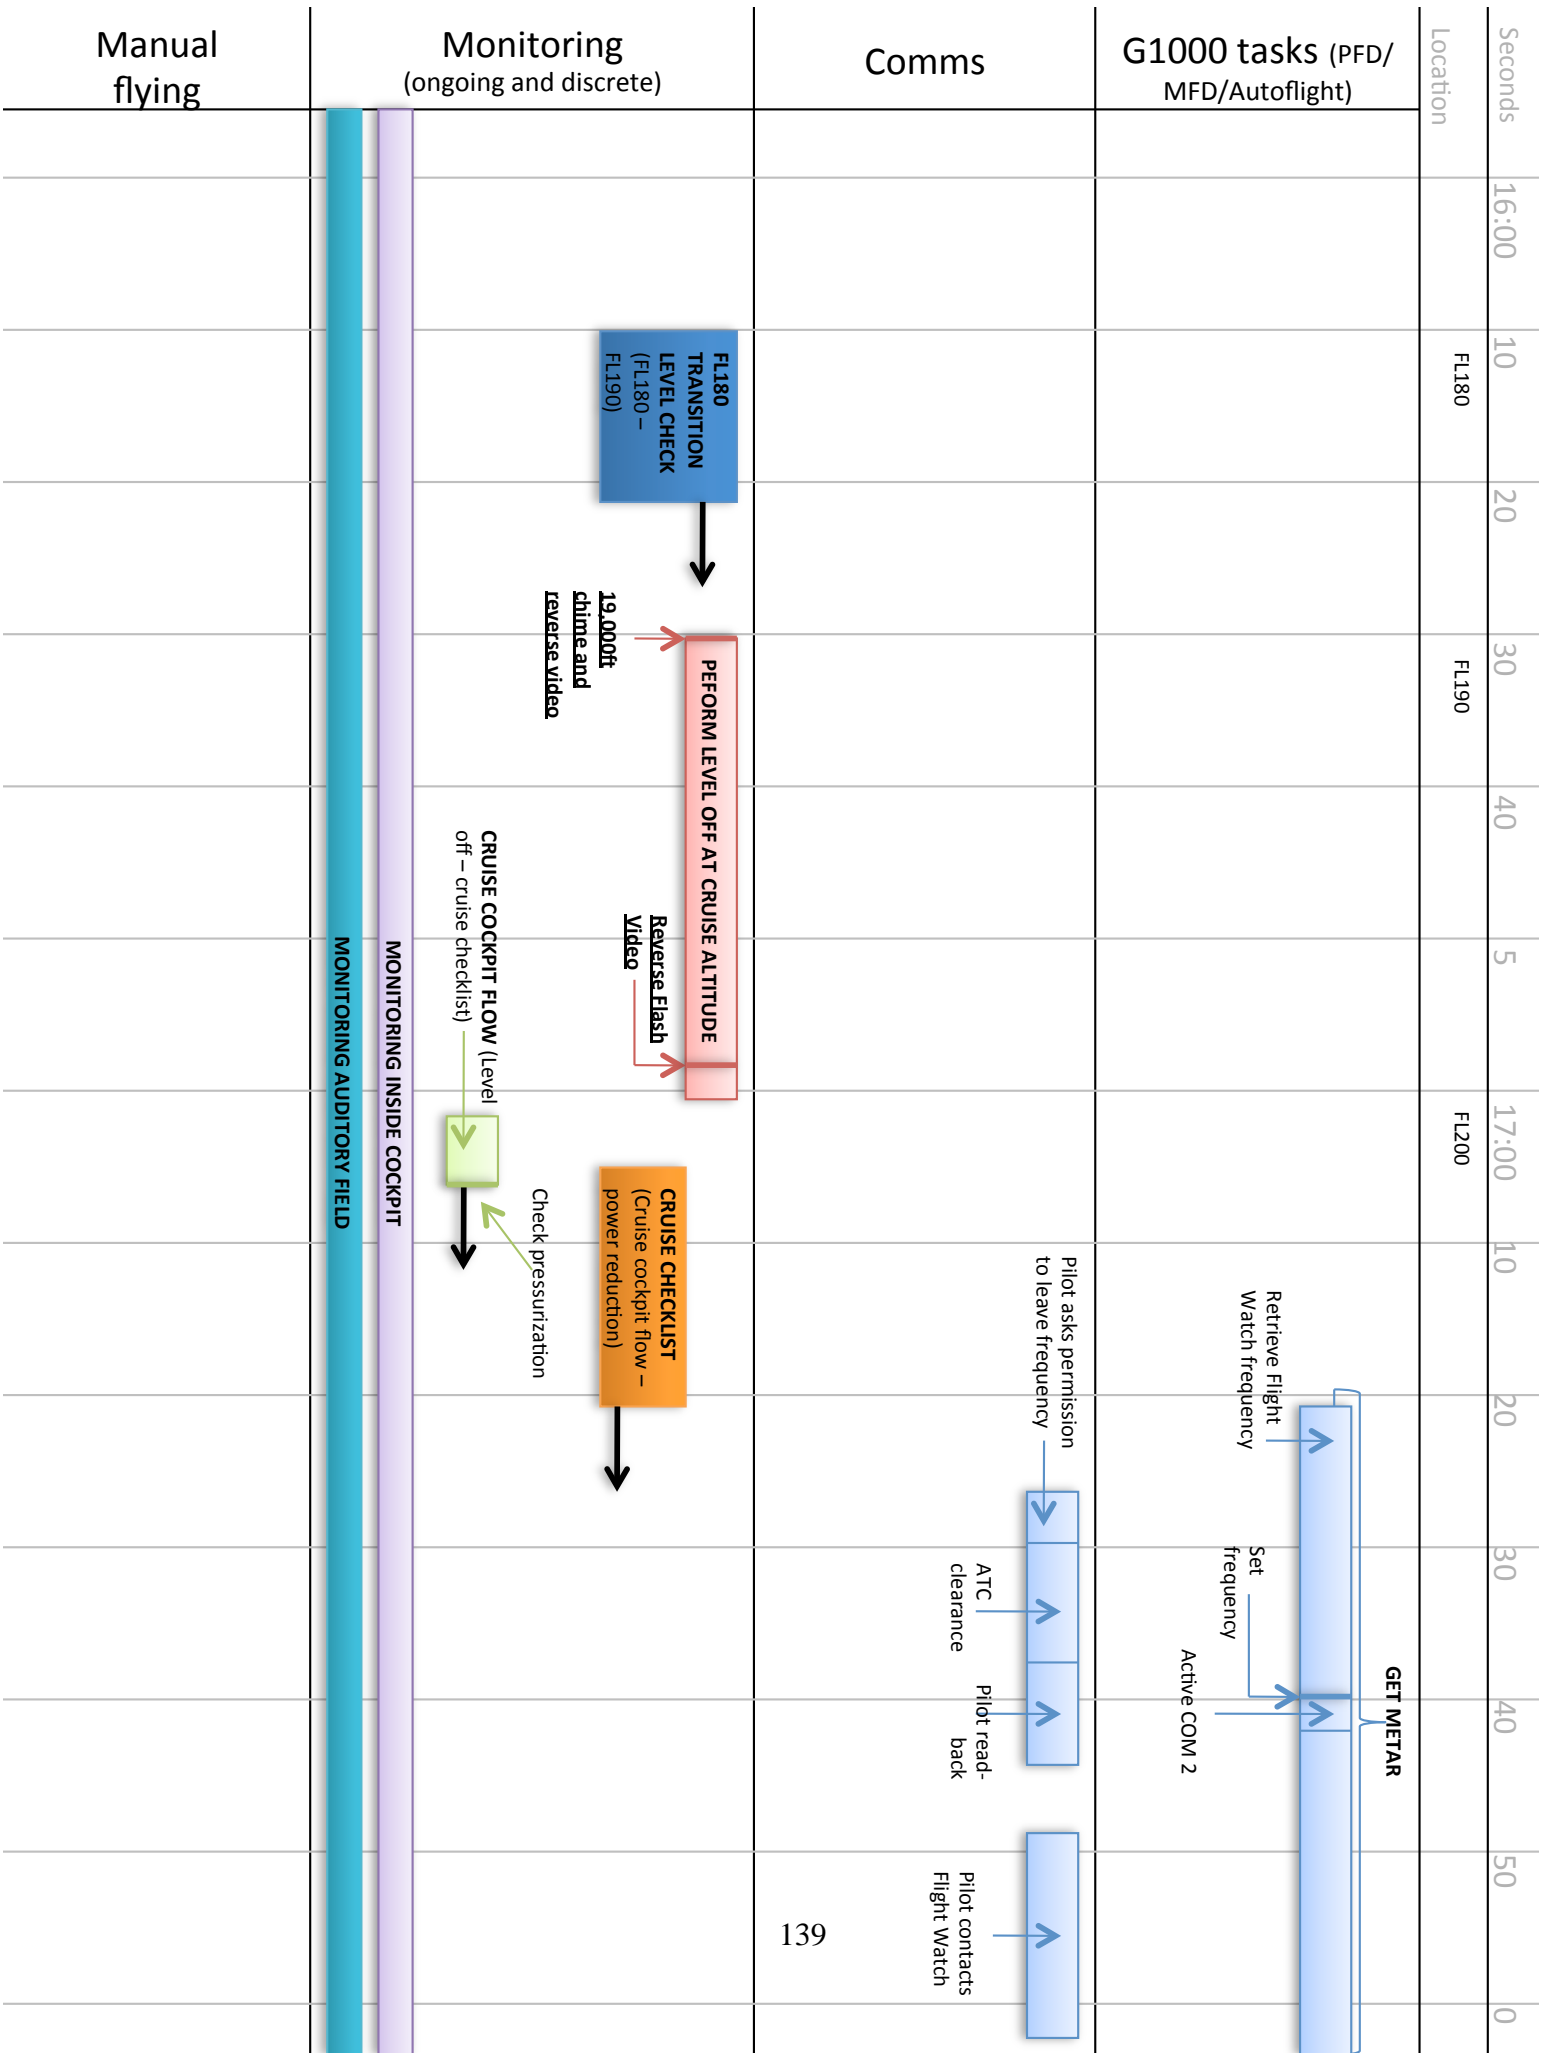 Seconds
16:00
10
20
30
40
5
17:00
10
20
30
40
50
0
Location
FL180
FL190
FL200
G1000 tasks (PFD/
MFD/Autoflight)
GET METAR
Retrieve Flight
Watch frequency
Set
frequency
Active COM 2
Comms
Pilot asks permission
to leave frequency
ATC
clearance
Pilot read-
back
Pilot contacts
Flight Watch
Monitoring
(ongoing and discrete)
FL180
TRANSITION
LEVEL CHECK
(FL180 –
FL190)
PEFORM LEVEL OFF AT CRUISE ALTITUDE
19,000ft
chime and
reverse video
Reverse Flash
Video
CRUISE CHECKLIST
(Cruise cockpit flow –
power reduction)
CRUISE COCKPIT FLOW (Level
off – cruise checklist)
Check pressurization
MONITORING INSIDE COCKPIT
MONITORING AUDITORY FIELD
Manual
flying
139